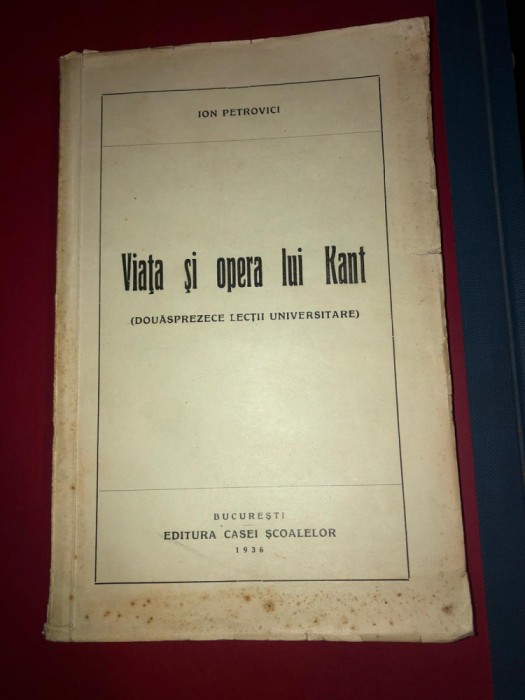 ION PETROVICI
Viaţa şi opera lui Kant
(DOUĂSPREZECE LECŢII UNIVERSITARE)
BUCUREŞTI
EDITURA CASEI ŞCOALELOR
1936